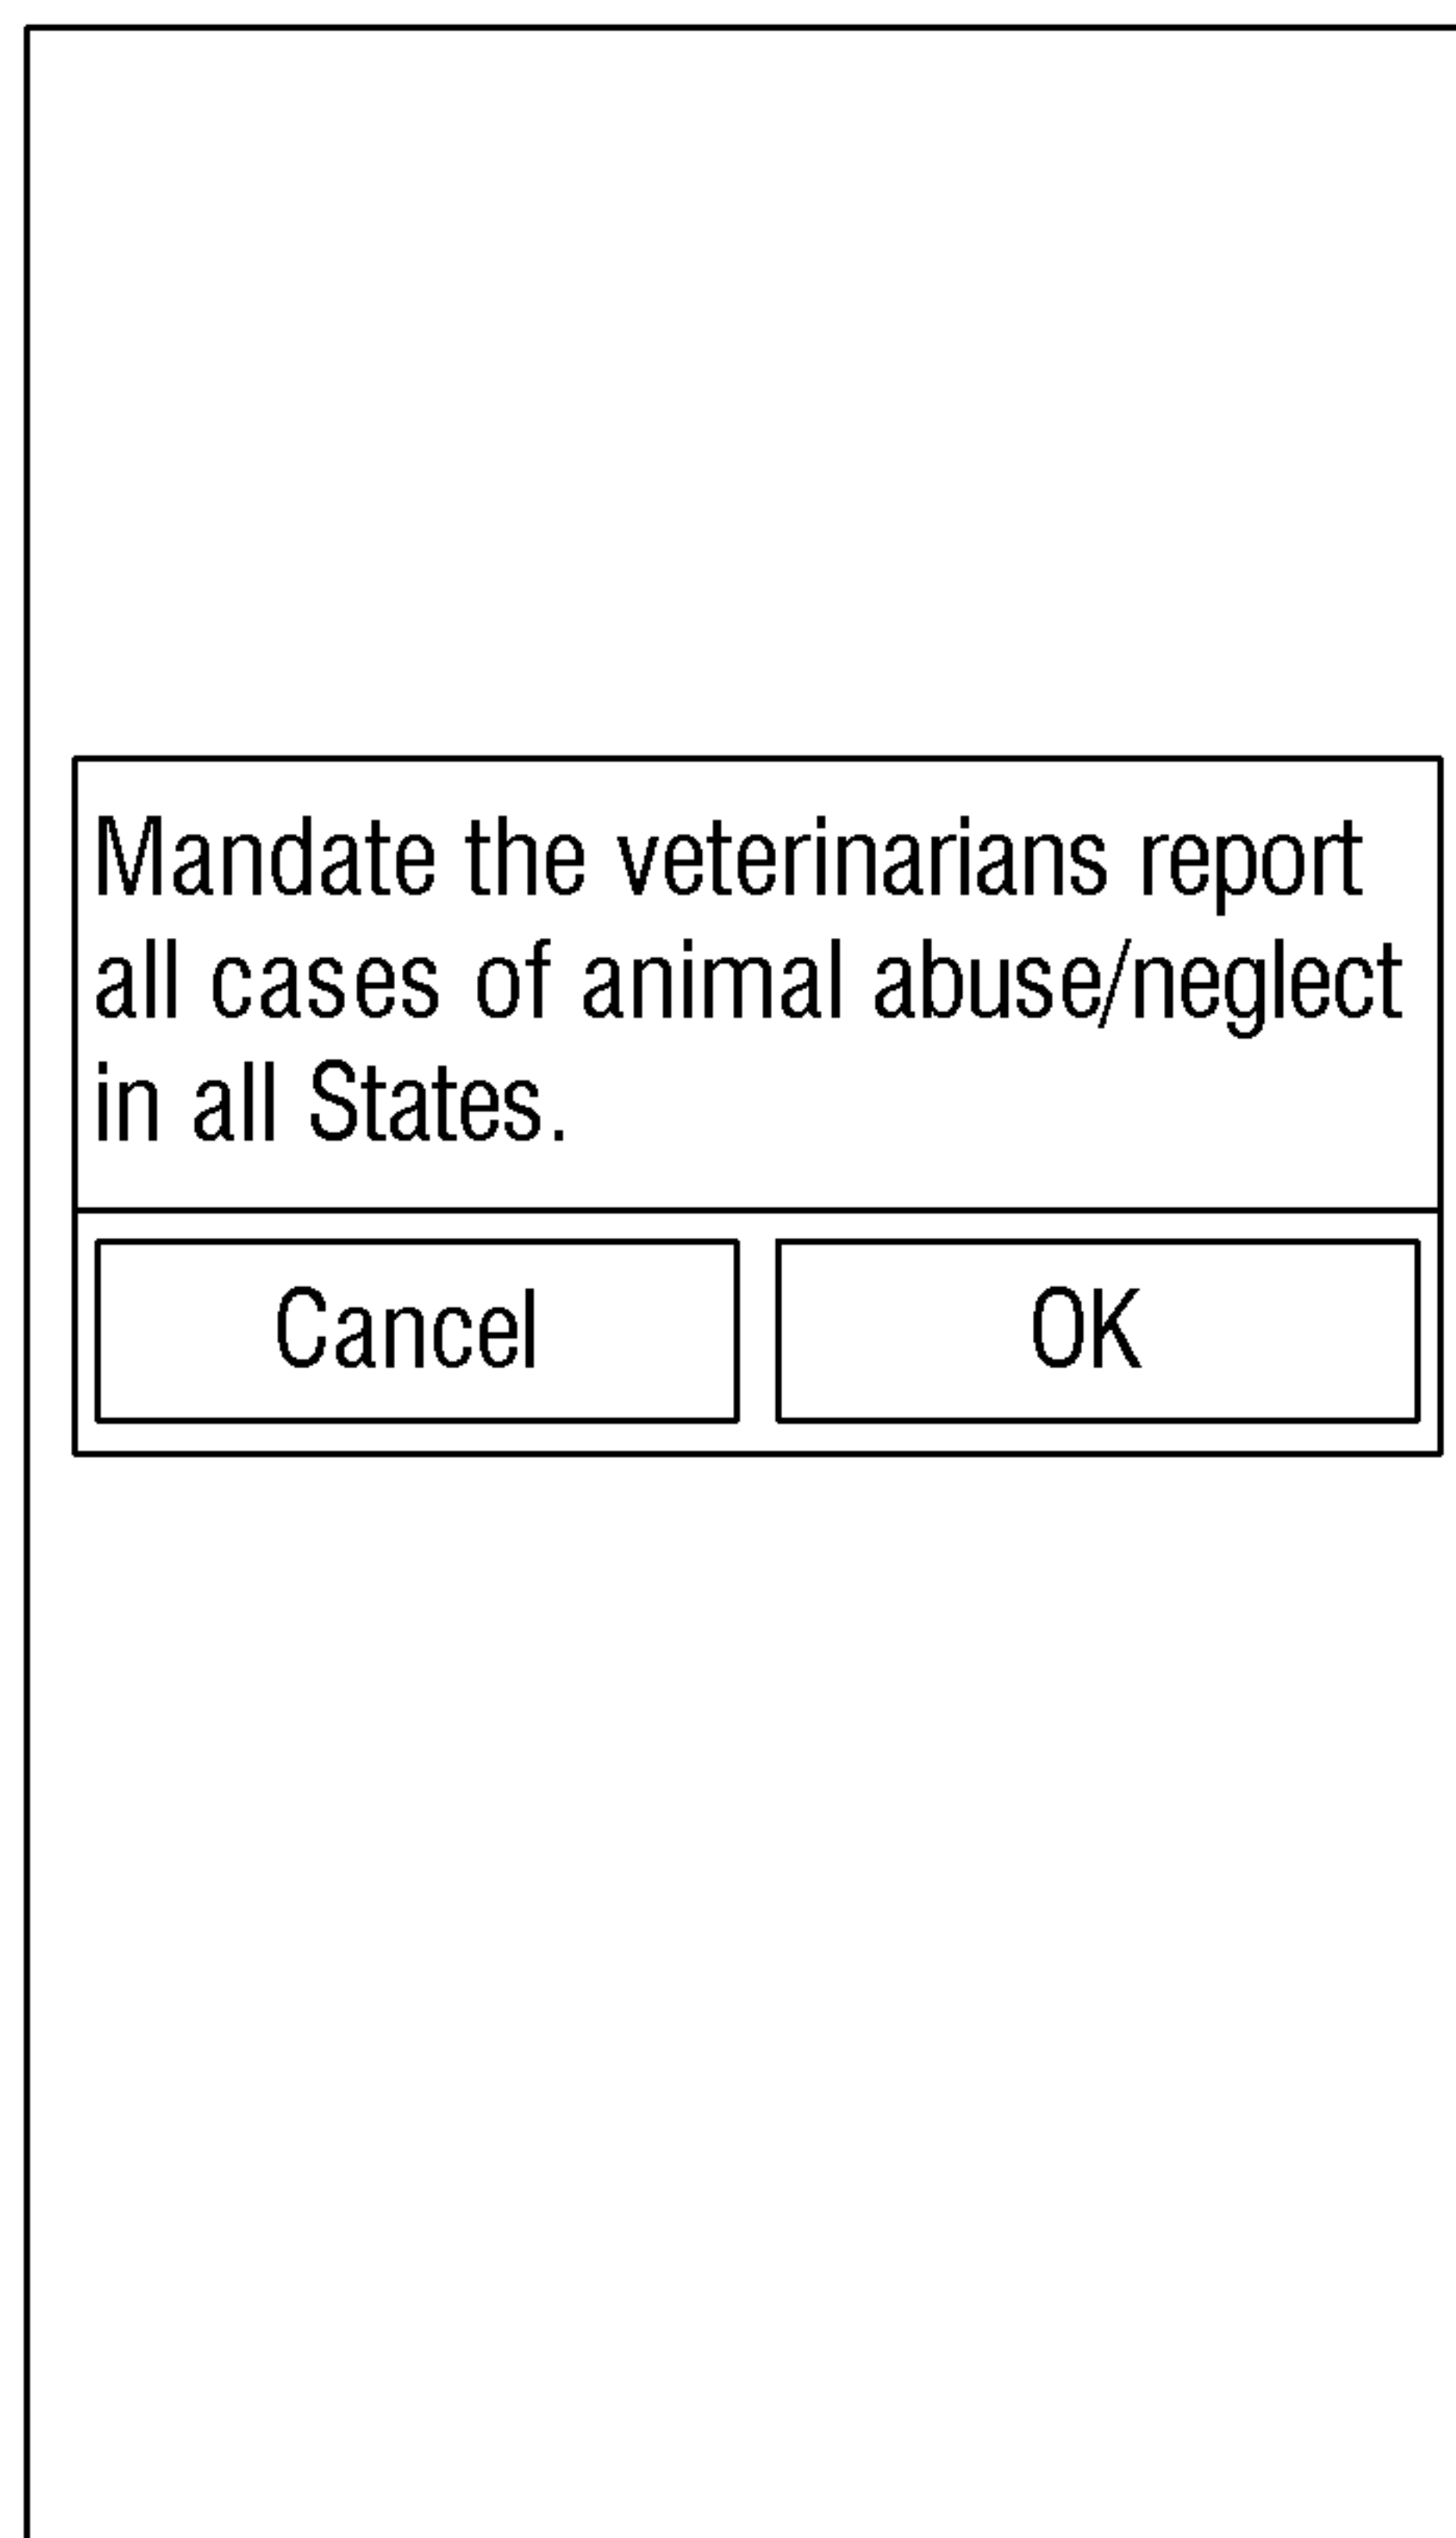 Mandate the veterinarians report
all cases of animal abuse/neglect
in all States.
Cancel
OK